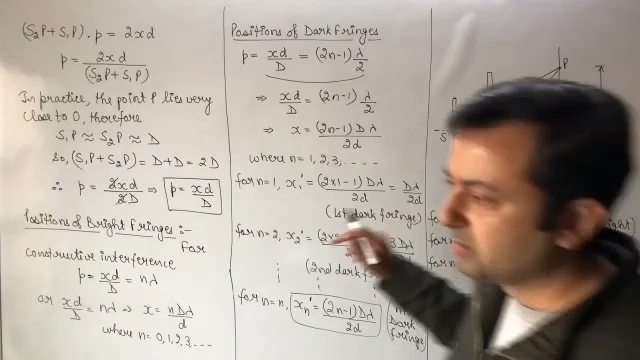 (S₂P + S₁P) . p = 2xd
p = 2xd / (S₂P + S₁P)
In practice, the point P lies very
close to O, therefore
S₁P ≈ S₂P ≈ D
So, (S₁P + S₂P) = D + D = 2D
∴ p = 2xd / 2D ⇒ p = xd / D
Positions of Bright Fringes :-
For
constructive interference
p = xd / D = nλ
or xd / D = nλ ⇒ x = nDλ / d
where n = 0, 1, 2, 3, ....
Positions of Dark Fringes
p = xd / D = (2n-1) λ/2
⇒ xd / D = (2n-1) λ/2
⇒ x = (2n-1) Dλ / 2d
where n = 1, 2, 3, .....
for n = 1, x₁' = (2x1-1) Dλ / 2d = Dλ / 2d
(1st dark fringe)
for n = 2, x₂' = 3Dλ
(2nd dark
for n = n, xₙ' = (2n-1) Dλ / 2d
Dark
fringe)
P
for
for